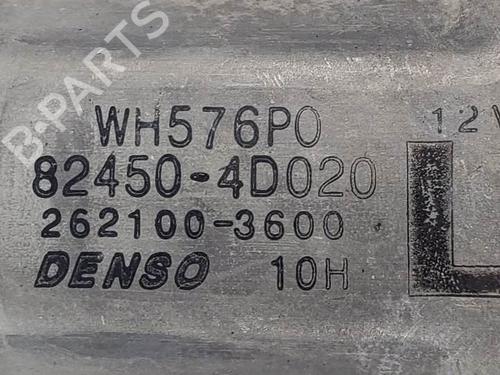 B-PARTS
WH576P0
82450-4D020
262100-3600
DENSO 10H
12V
L